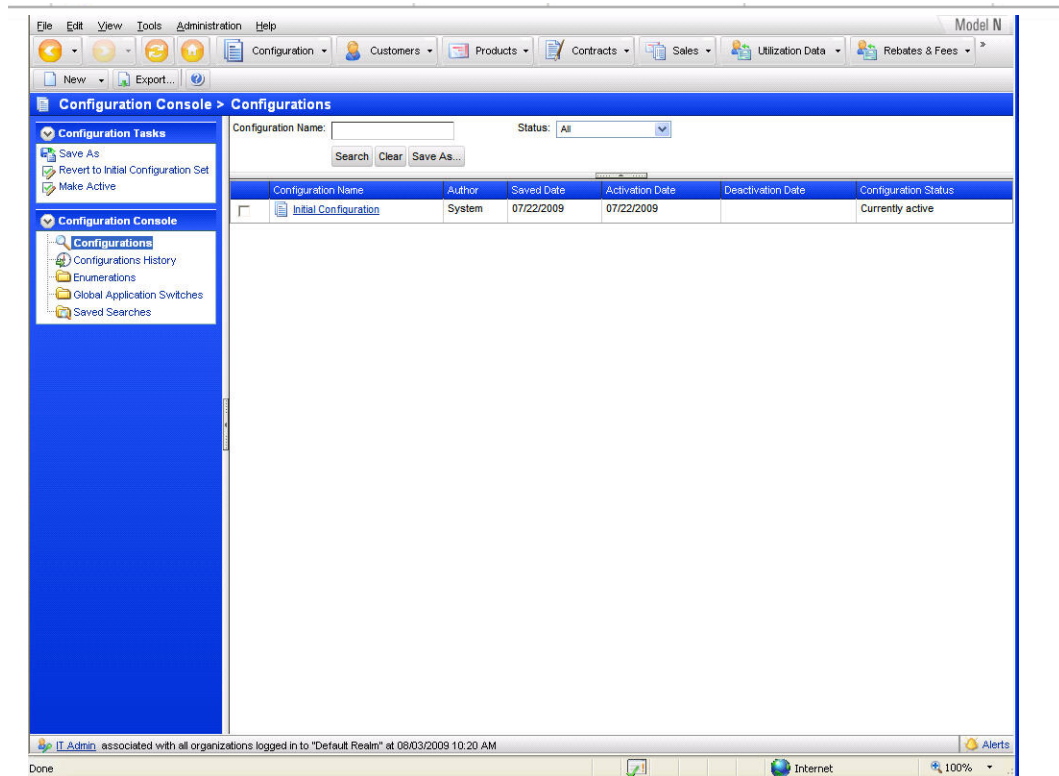 File Edit View Tools Administration Help Model N
Configuration Customers Products Contracts Sales Utilization Data Rebates & Fees »
New Export...
Configuration Console > Configurations
Configuration Tasks
Save As
Revert to Initial Configuration Set
Make Active
Configuration Console
Configurations
Configurations History
Enumerations
Global Application Switches
Saved Searches
Configuration Name: Status: All
Search Clear Save As...
Configuration Name Author Saved Date Activation Date Deactivation Date Configuration Status
Initial Configuration System 07/22/2009 07/22/2009 Currently active
IT Admin associated with all organizations logged in to "Default Realm" at 08/03/2009 10:20 AM Alerts
Done Internet 100%